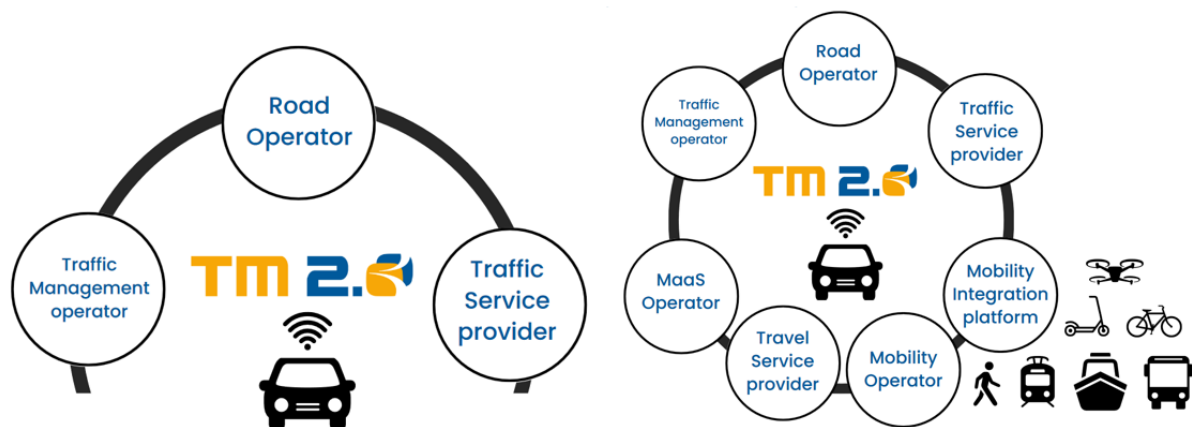 Road
Operator
Traffic
Management
operator
TM 2.0
Traffic
Service
provider
Road
Operator
Traffic
Management
operator
Traffic
Service
provider
TM 2.0
MaaS
Operator
Mobility
Integration
platform
Travel
Service
provider
Mobility
Operator